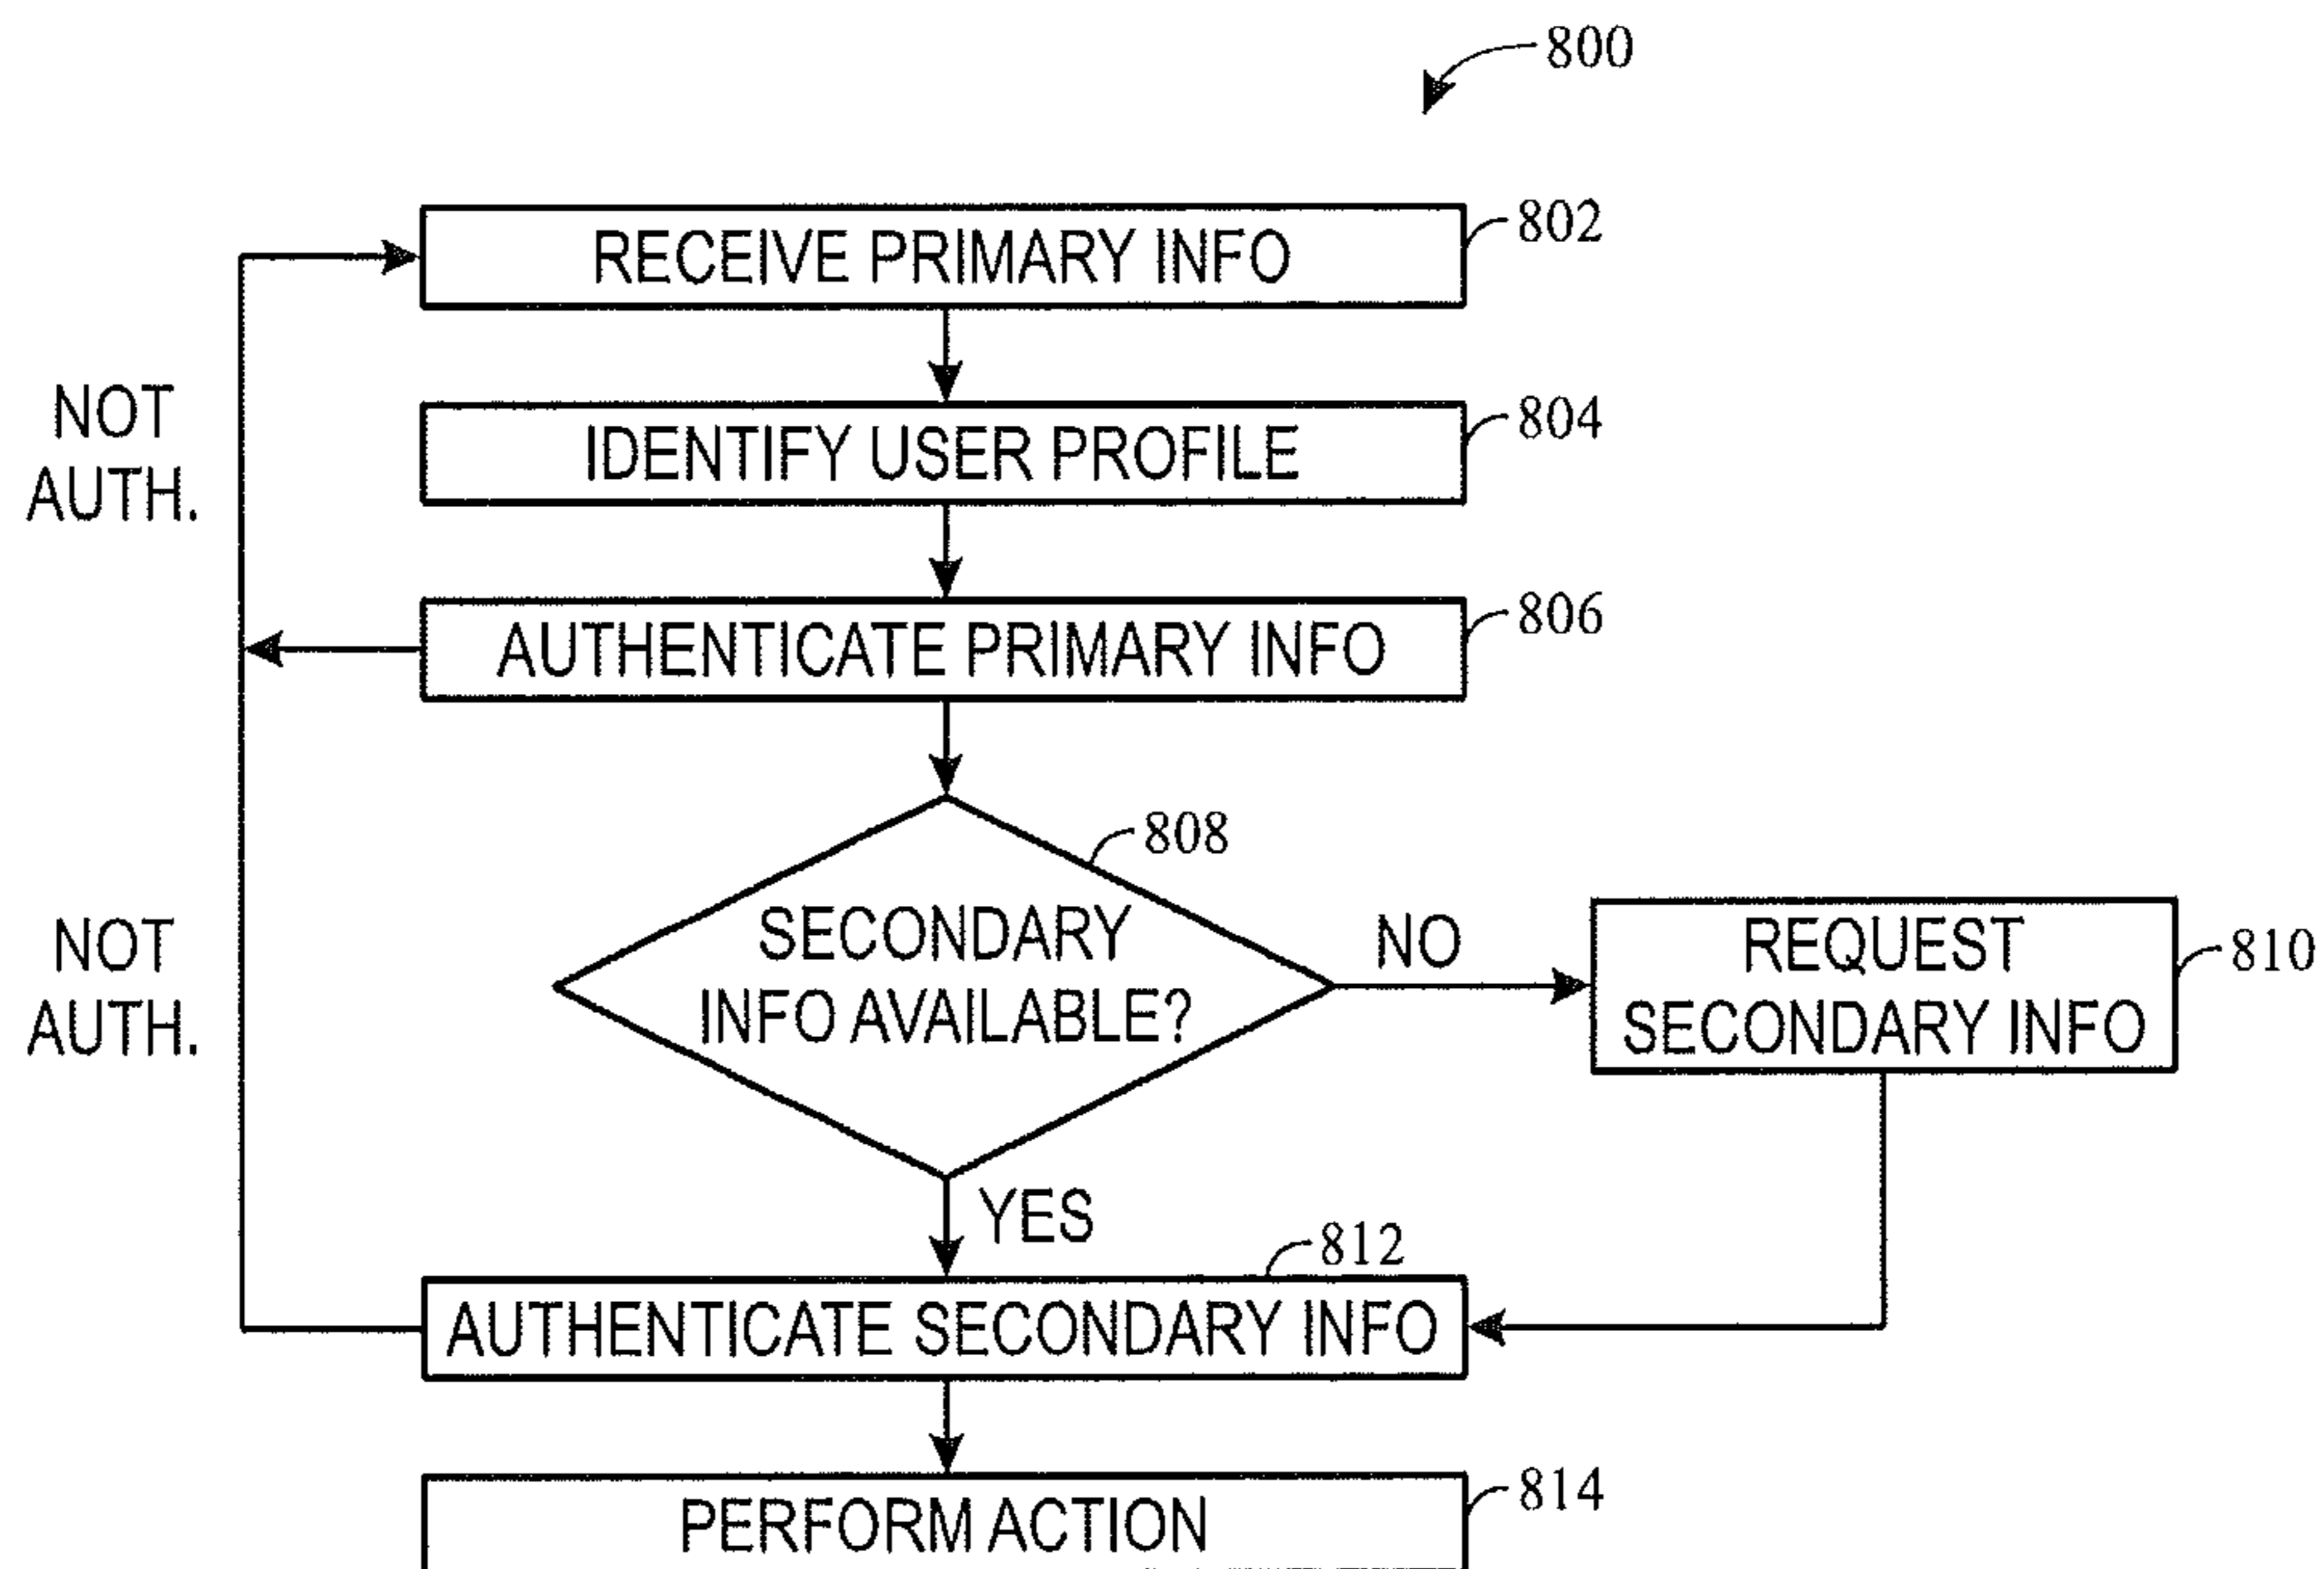 800
RECEIVE PRIMARY INFO
802
NOT
AUTH.
IDENTIFY USER PROFILE
804
AUTHENTICATE PRIMARY INFO
806
808
SECONDARY
INFO AVAILABLE?
NO
REQUEST
SECONDARY INFO
810
NOT
AUTH.
YES
812
AUTHENTICATE SECONDARY INFO
PERFORM ACTION
814